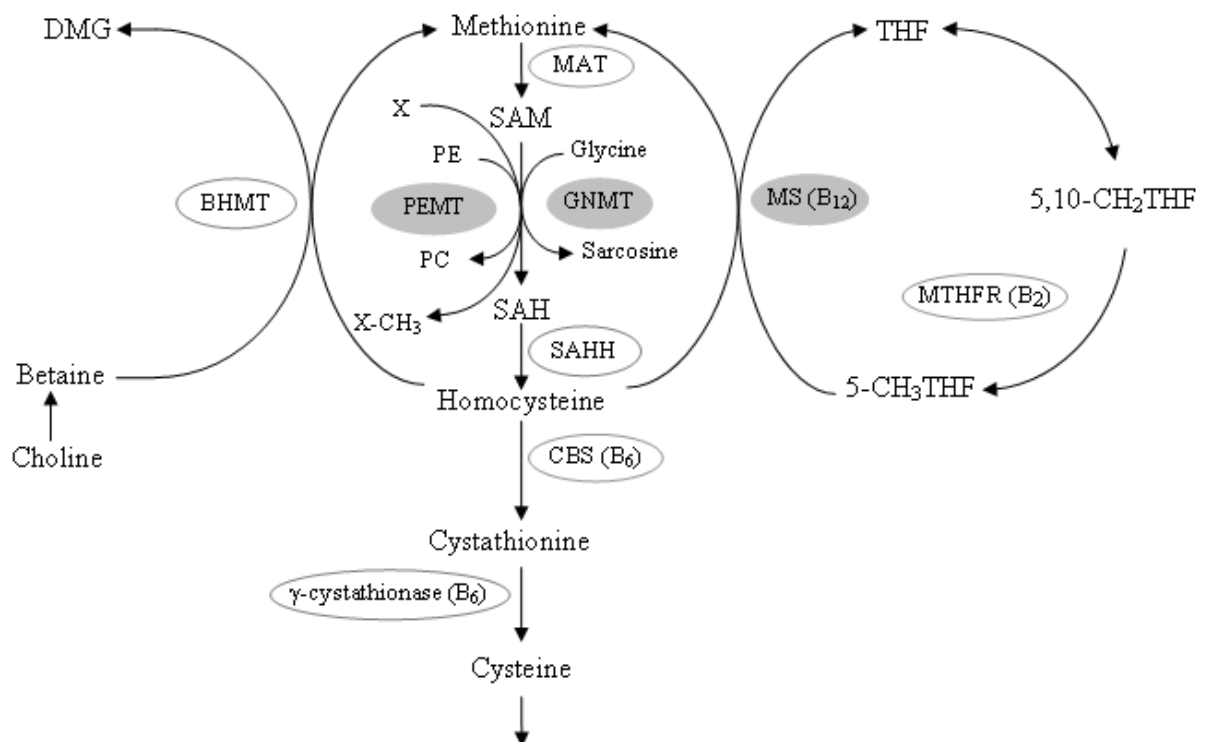 DMG
Methionine
THF
MAT
X
SAM
PE
Glycine
BHMT
PEMT
GNMT
MS (B₁₂)
5,10-CH₂THF
PC
Sarcosine
MTHFR (B₂)
X-CH₃
SAH
SAHH
Betaine
Homocysteine
5-CH₃THF
Choline
CBS (B₆)
Cystathionine
γ-cystathionase (B₆)
Cysteine